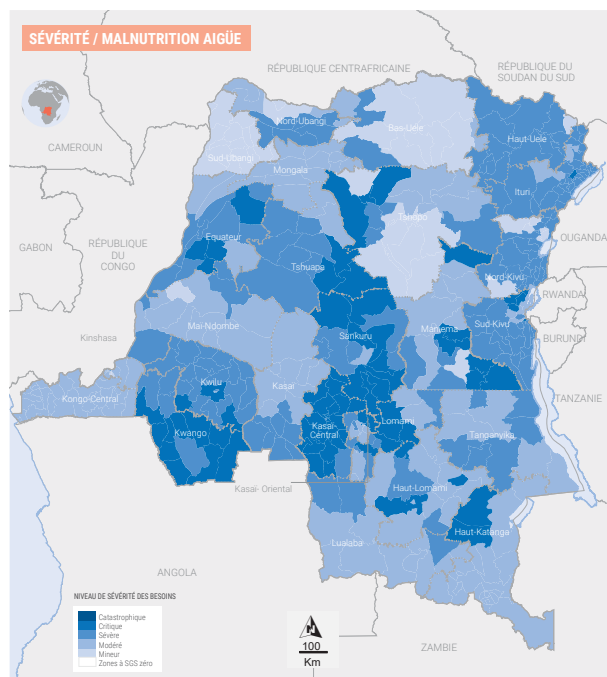 SÉVÉRITÉ / MALNUTRITION AIGÜE
RÉPUBLIQUE CENTRAFRICAINE
RÉPUBLIQUE DU
SOUDAN DU SUD
CAMEROUN
Nord-Ubangi
Bas-Uele
Haut-Uele
Sud-Ubangi
Mongala
Ituri
Tshopo
Equateur
OUGANDA
GABON
RÉPUBLIQUE
DU
CONGO
Tshuapa
Nord-Kivu
RWANDA
Mai-Ndombe
Maniema
Sud-Kivu
Kinshasa
Sankuru
BURUNDI
Kwilu
Kasai
Kongo-Central
TANZANIE
Kwango
Kasai-
Central
Lomami
Tanganyika
Kasaï- Oriental
Haut-Lomami
Haut-Katanga
Lualaba
ANGOLA
NIVEAU DE SÉVÉRITÉ DES BESOINS
Catastrophique
Critique
Sévère
Modéré
Mineur
Zones à SGS zéro
100
Km
ZAMBIE